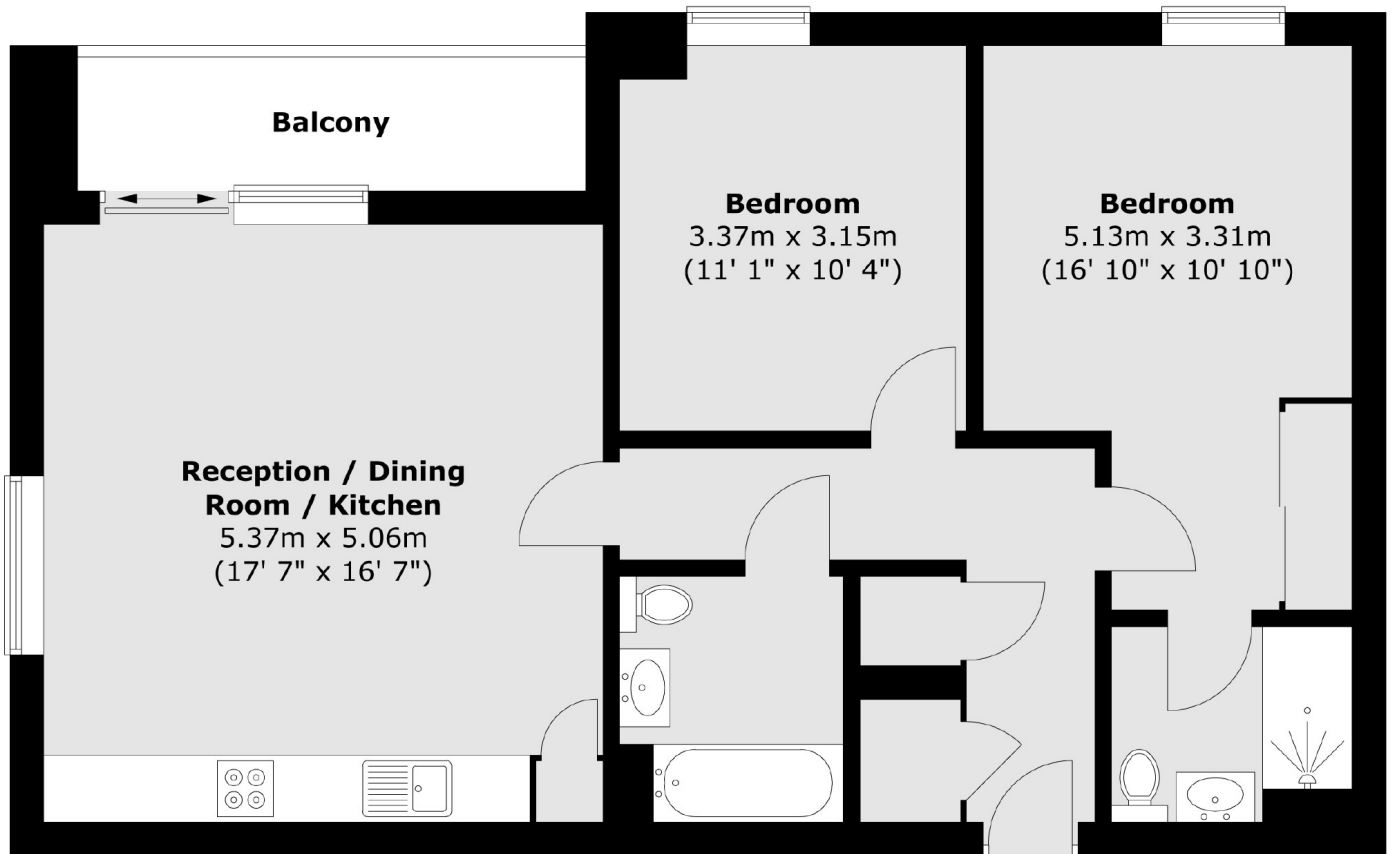 Balcony
Bedroom
3.37m x 3.15m
(11' 1" x 10' 4")
Bedroom
5.13m x 3.31m
(16' 10" x 10' 10")
Reception / Dining
Room / Kitchen
5.37m x 5.06m
(17' 7" x 16' 7")